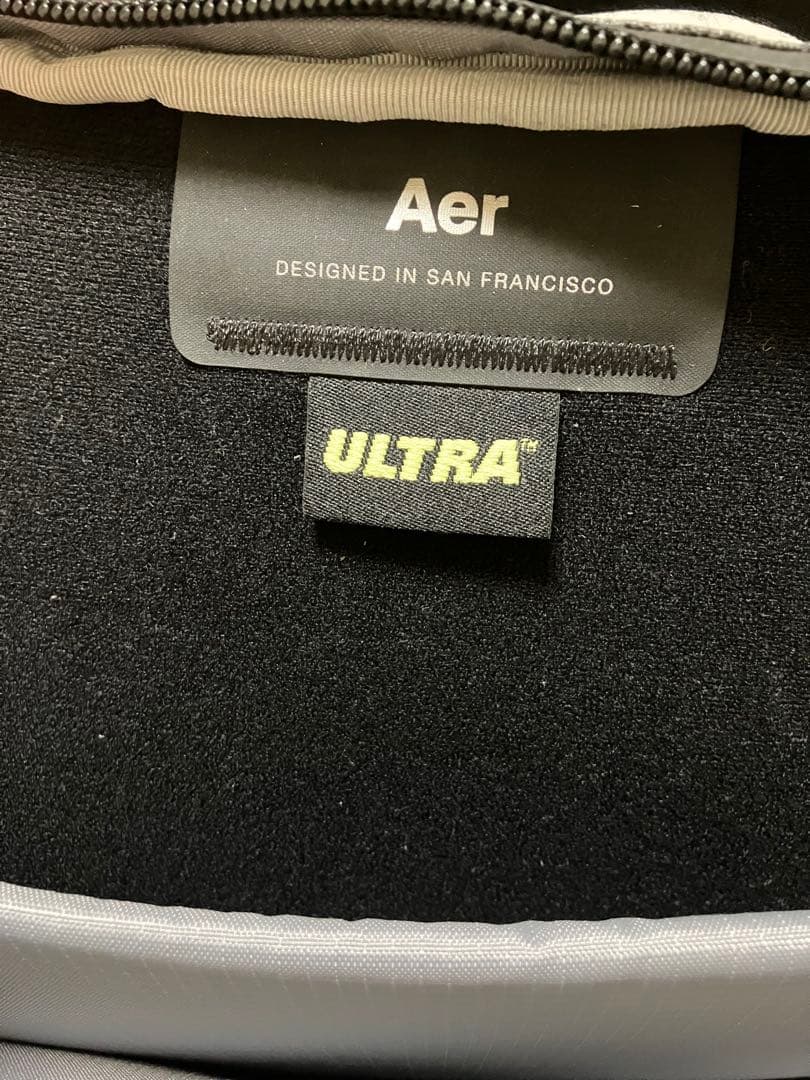 Aer
DESIGNED IN SAN FRANCISCO
ULTRA™